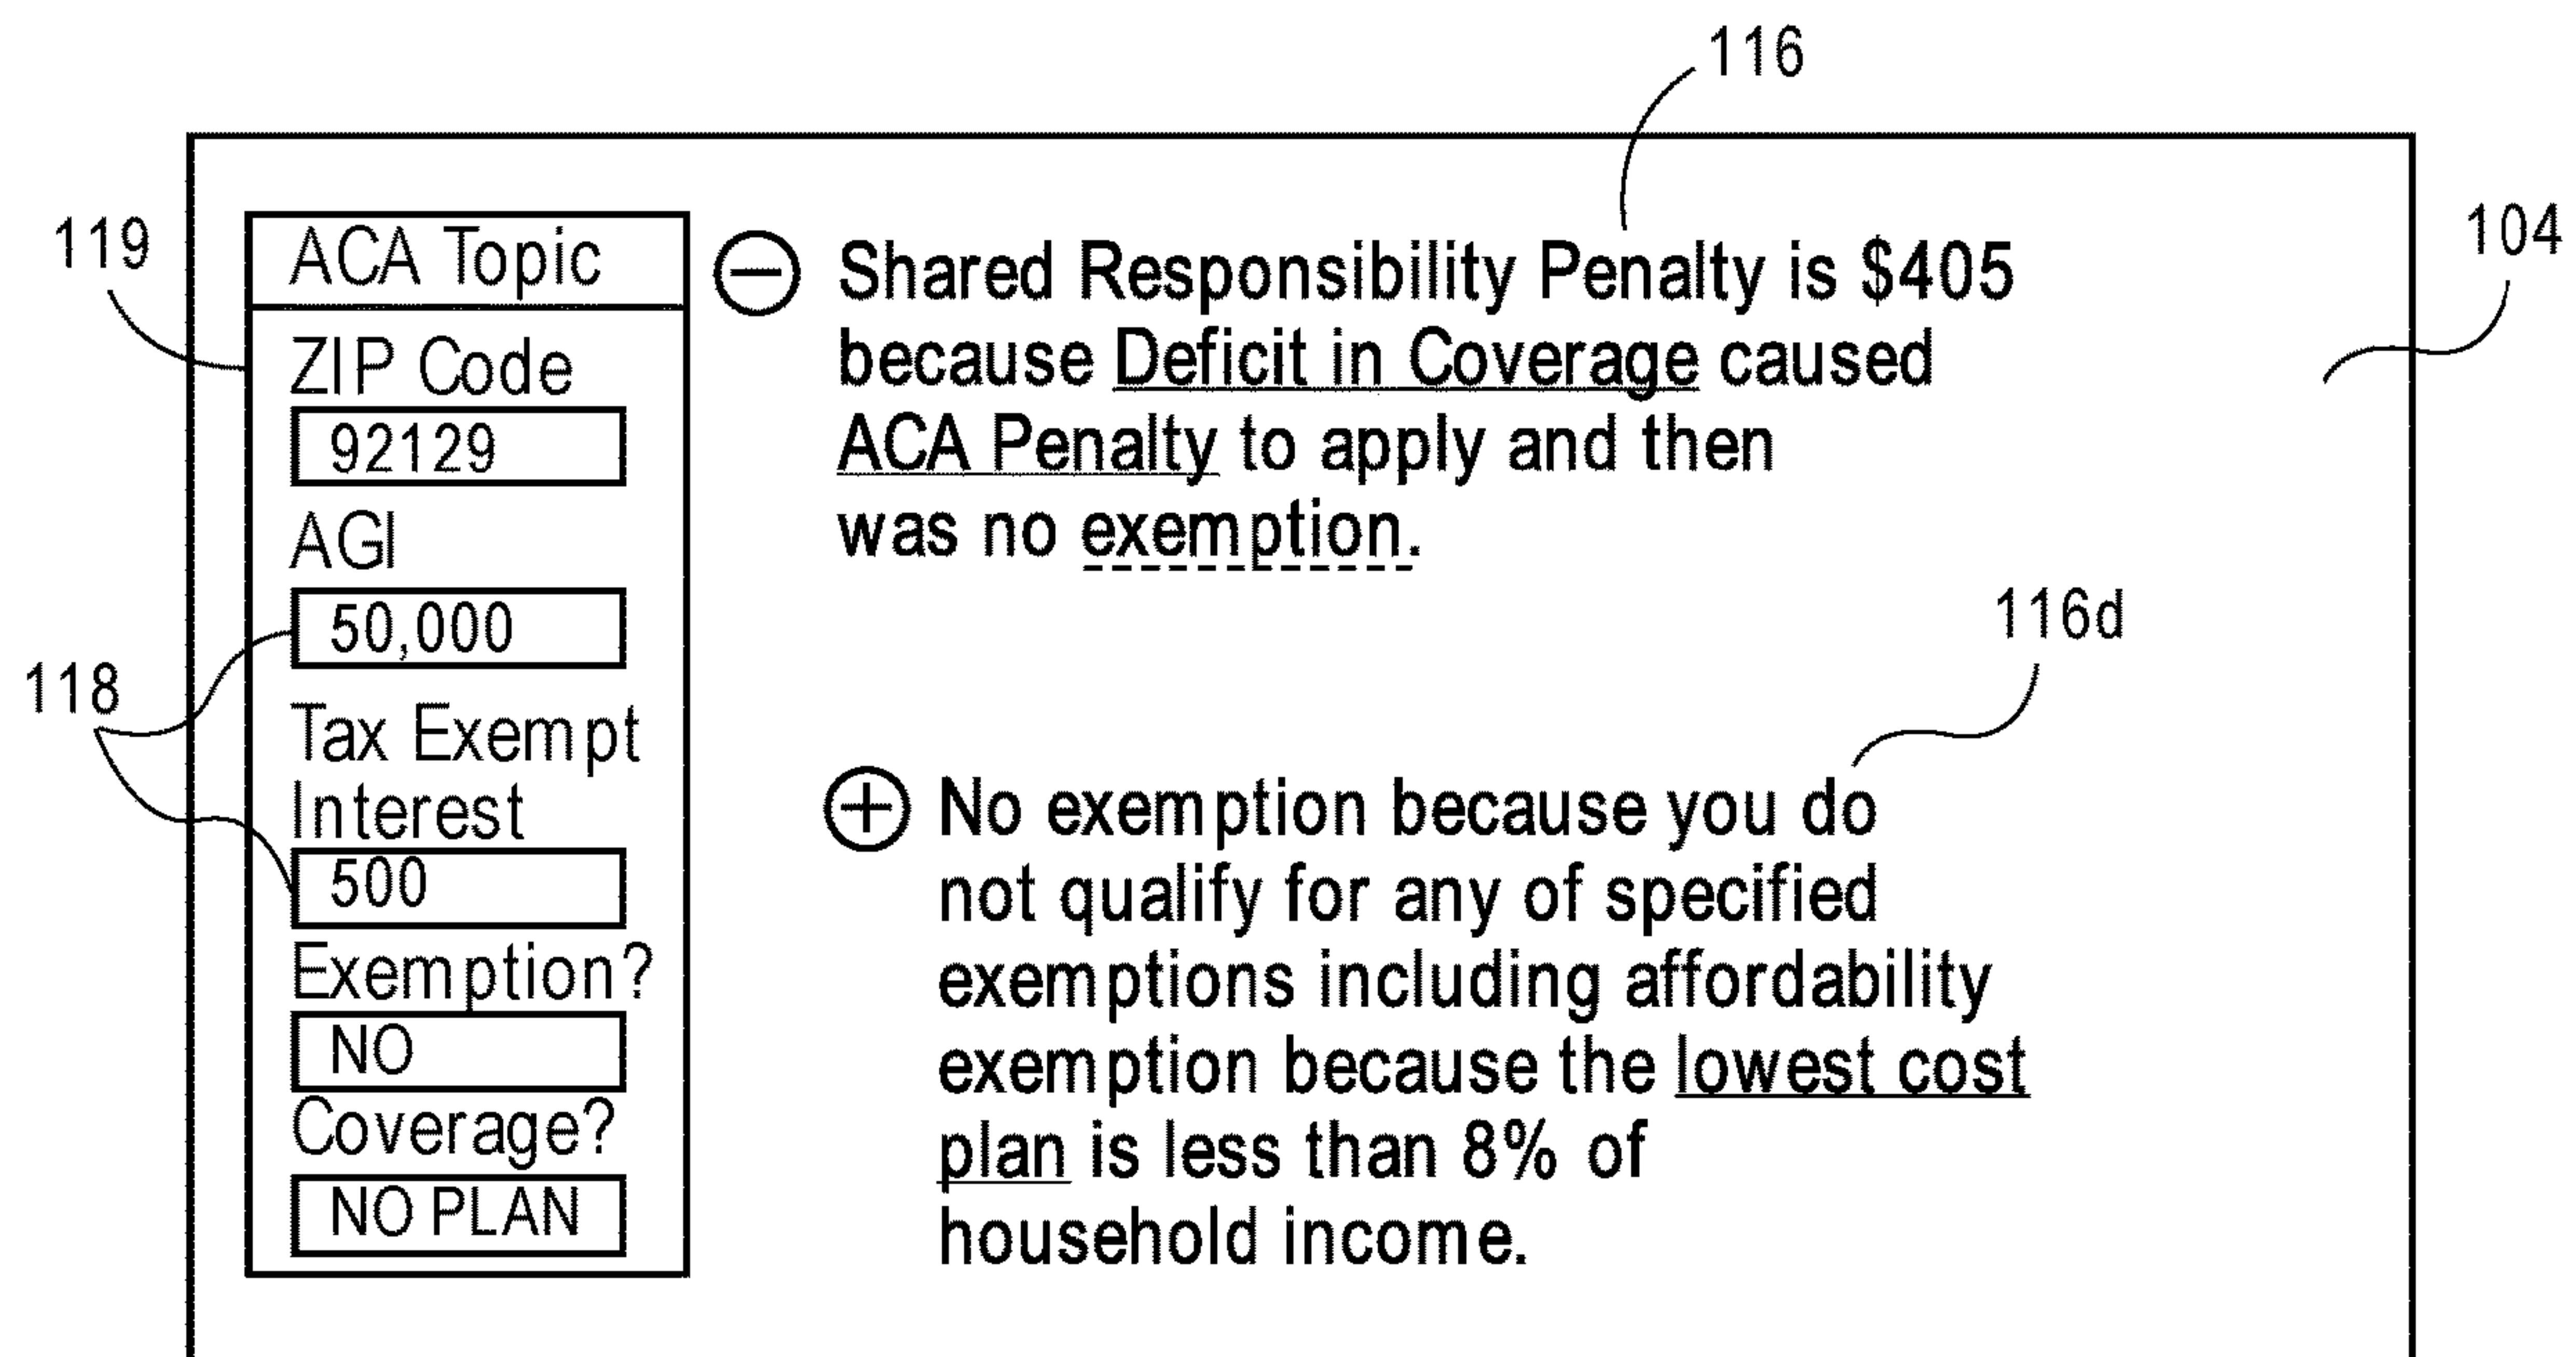 116
104
119
ACA Topic
ZIP Code
92129
AGI
50,000
118
Tax Exempt
Interest
500
Exemption?
NO
Coverage?
NO PLAN
Shared Responsibility Penalty is $405
because Deficit in Coverage caused
ACA Penalty to apply and then
was no exemption.
116d
No exemption because you do
not qualify for any of specified
exemptions including affordability
exemption because the lowest cost
plan is less than 8% of
household income.